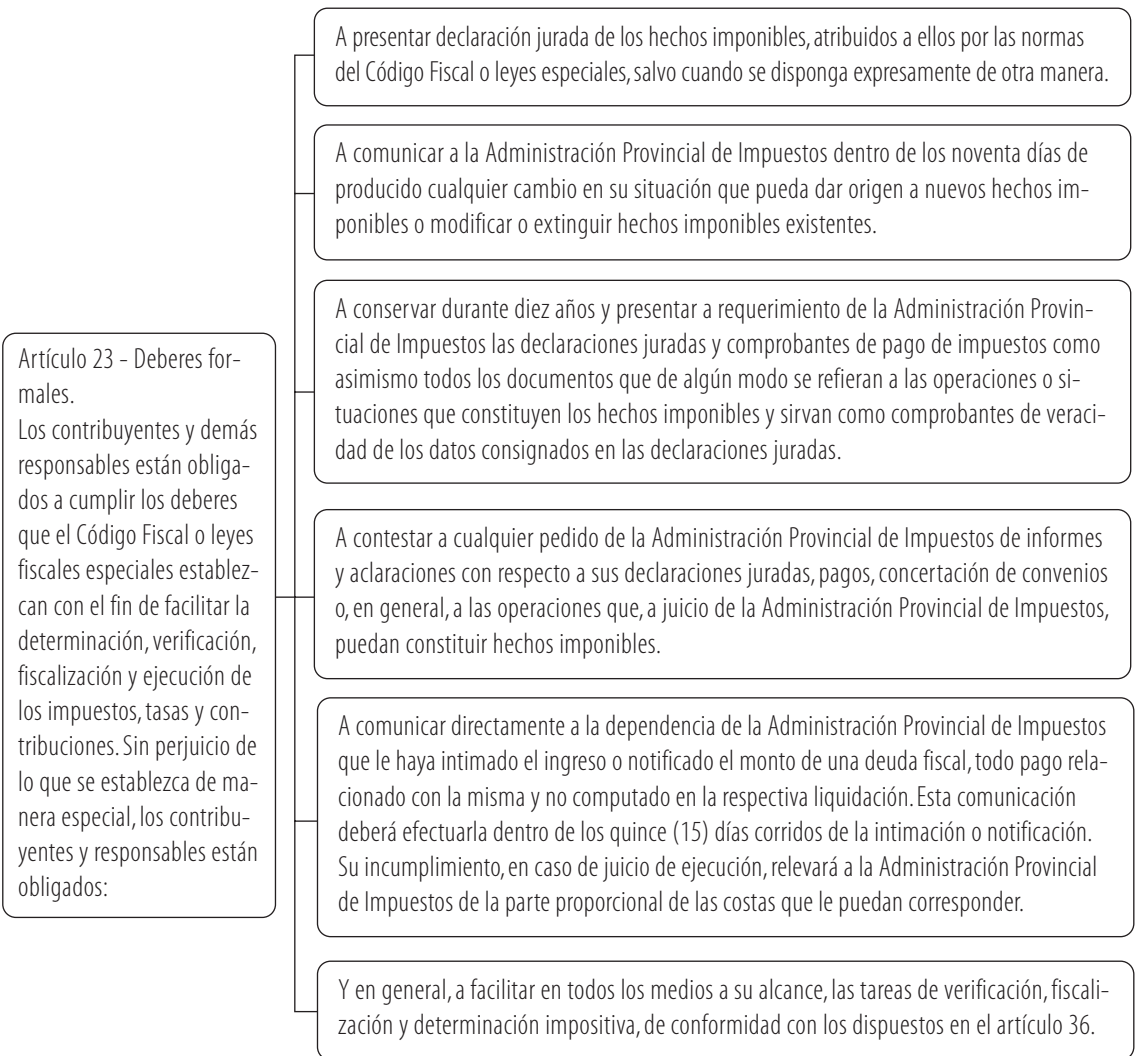 A presentar declaración jurada de los hechos imponibles, atribuidos a ellos por las normas
del Código Fiscal o leyes especiales, salvo cuando se disponga expresamente de otra manera.
A comunicar a la Administración Provincial de Impuestos dentro de los noventa días de
producido cualquier cambio en su situación que pueda dar origen a nuevos hechos im-
ponibles o modificar o extinguir hechos imponibles existentes.
A conservar durante diez años y presentar a requerimiento de la Administración Provin-
cial de Impuestos las declaraciones juradas y comprobantes de pago de impuestos como
asimismo todos los documentos que de algún modo se refieran a las operaciones o si-
tuaciones que constituyen los hechos imponibles y sirvan como comprobantes de veraci-
dad de los datos consignados en las declaraciones juradas.
Artículo 23 - Deberes for-
males.
Los contribuyentes y demás
responsables están obliga-
dos a cumplir los deberes
que el Código Fiscal o leyes
fiscales especiales establez-
can con el fin de facilitar la
determinación, verificación,
fiscalización y ejecución de
los impuestos, tasas y con-
tribuciones. Sin perjuicio de
lo que se establezca de ma-
nera especial, los contribu-
yentes y responsables están
obligados:
A contestar a cualquier pedido de la Administración Provincial de Impuestos de informes
y aclaraciones con respecto a sus declaraciones juradas, pagos, concertación de convenios
o, en general, a las operaciones que, a juicio de la Administración Provincial de Impuestos,
puedan constituir hechos imponibles.
A comunicar directamente a la dependencia de la Administración Provincial de Impuestos
que le haya intimado el ingreso o notificado el monto de una deuda fiscal, todo pago rela-
cionado con la misma y no computado en la respectiva liquidación. Esta comunicación
deberá efectuarla dentro de los quince (15) días corridos de la intimación o notificación.
Su incumplimiento, en caso de juicio de ejecución, relevará a la Administración Provincial
de Impuestos de la parte proporcional de las costas que le puedan corresponder.
Y en general, a facilitar en todos los medios a su alcance, las tareas de verificación, fiscali-
zación y determinación impositiva, de conformidad con los dispuestos en el artículo 36.